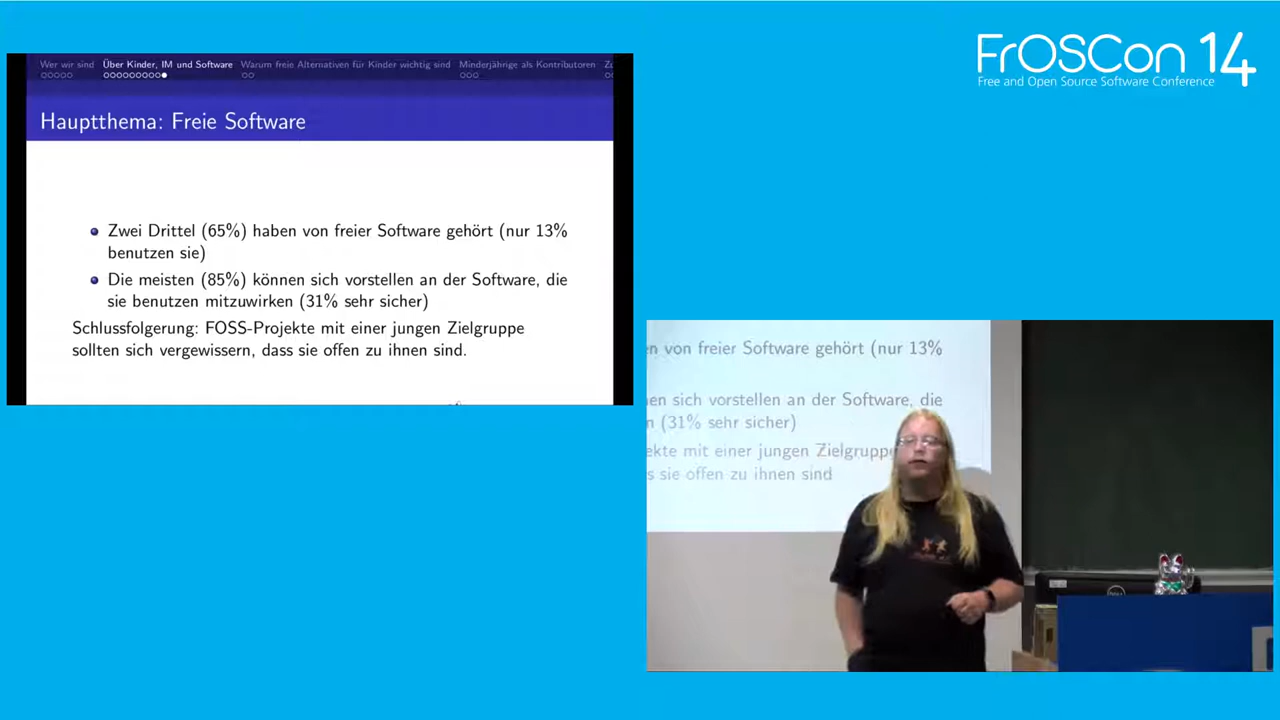 Wer wir sind
Über Kinder, IM und Software
Warum freie Alternativen für Kinder wichtig sind
Minderjährige als Kontributoren
Hauptthema: Freie Software
Zwei Drittel (65%) haben von freier Software gehört (nur 13%
benutzen sie)
Die meisten (85%) können sich vorstellen an der Software, die
sie benutzen mitzuwirken (31% sehr sicher)
Schlussfolgerung: FOSS-Projekte mit einer jungen Zielgruppe
sollten sich vergewissern, dass sie offen zu ihnen sind.
FrOSCon 14
Free and Open Source Software Conference
en von freier Software gehört (nur 13%
en sich vorstellen an der Software, die
n (31% sehr sicher)
ekte mit einer jungen Zielgruppe
s sie offen zu ihnen sind
DELL